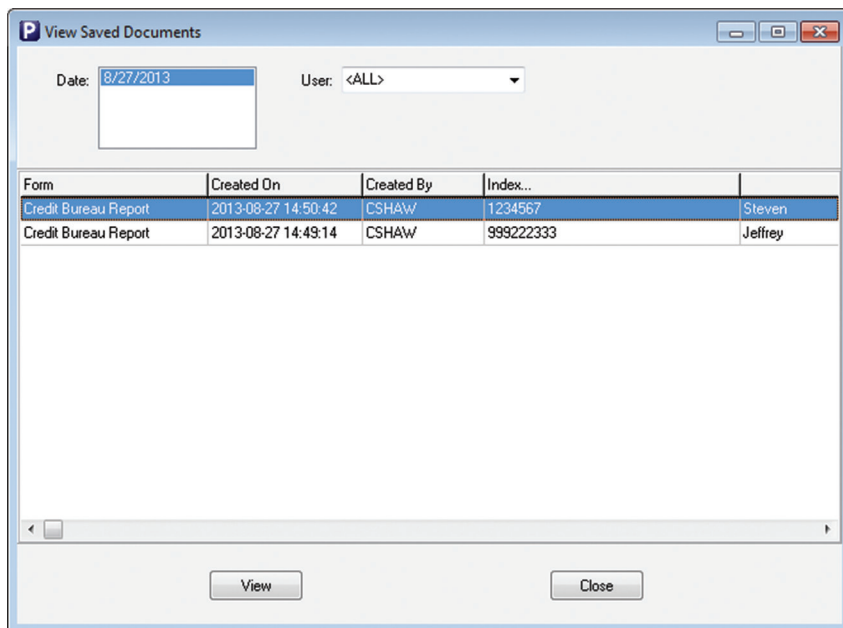 P View Saved Documents
Date: 8/27/2013 User: <ALL>
Form Created On Created By Index...
Credit Bureau Report 2013-08-27 14:50:42 CSHAW 1234567 Steven
Credit Bureau Report 2013-08-27 14:49:14 CSHAW 999222333 Jeffrey
View Close